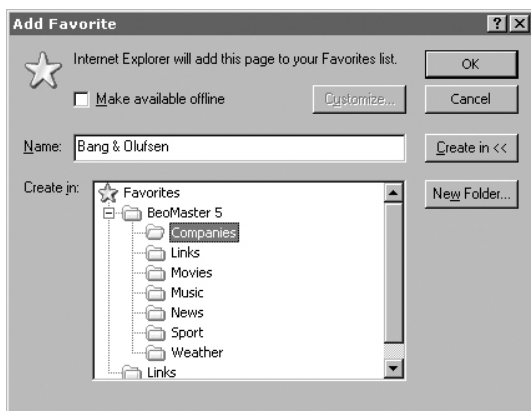 Add Favorite
Internet Explorer will add this page to your Favorites list.
OK
Make available offline
Customize...
Cancel
Name:
Bang & Olufsen
Create in <<
Create in:
Favorites
New Folder...
BeoMaster 5
Companies
Links
Movies
Music
News
Sport
Weather
Links